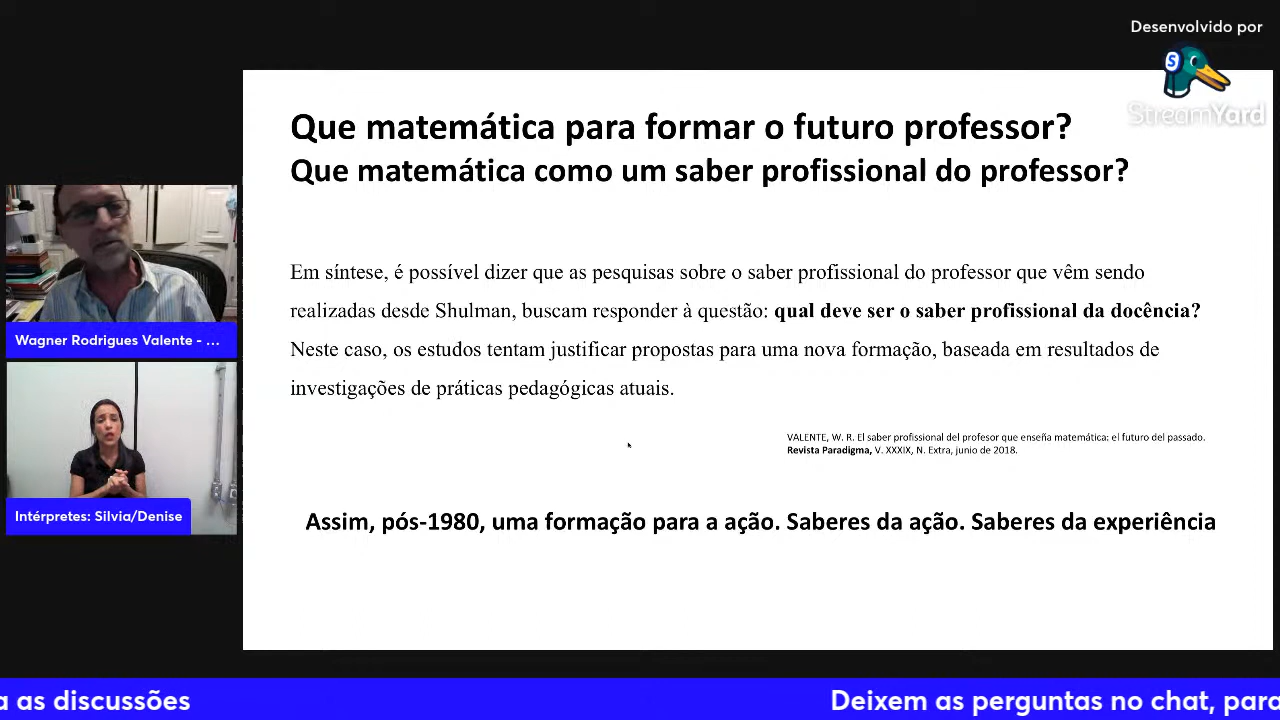 Desenvolvido por
StreamYard
Que matemática para formar o futuro professor?
Que matemática como um saber profissional do professor?
Em síntese, é possível dizer que as pesquisas sobre o saber profissional do professor que vêm sendo
realizadas desde Shulman, buscam responder à questão: qual deve ser o saber profissional da docência?
Neste caso, os estudos tentam justificar propostas para uma nova formação, baseada em resultados de
investigações de práticas pedagógicas atuais.
VALENTE, W. R. El saber profissional del profesor que enseña matemática: el futuro del passado.
Revista Paradigma, V. XXXIX, N. Extra, junio de 2018.
Assim, pós-1980, uma formação para a ação. Saberes da ação. Saberes da experiência
Wagner Rodrigues Valente - ...
Intérpretes: Silvia/Denise
a as discussões
Deixem as perguntas no chat, para